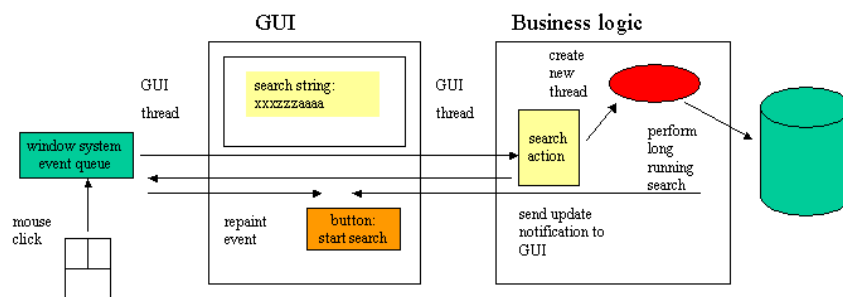 GUI
Business logic
GUI
thread
search string:
xxxzzzaaaa
GUI
thread
create
new
thread
window system
event queue
search
action
perform
long
running
search
mouse
click
repaint
event
button:
start search
send update
notification to
GUI